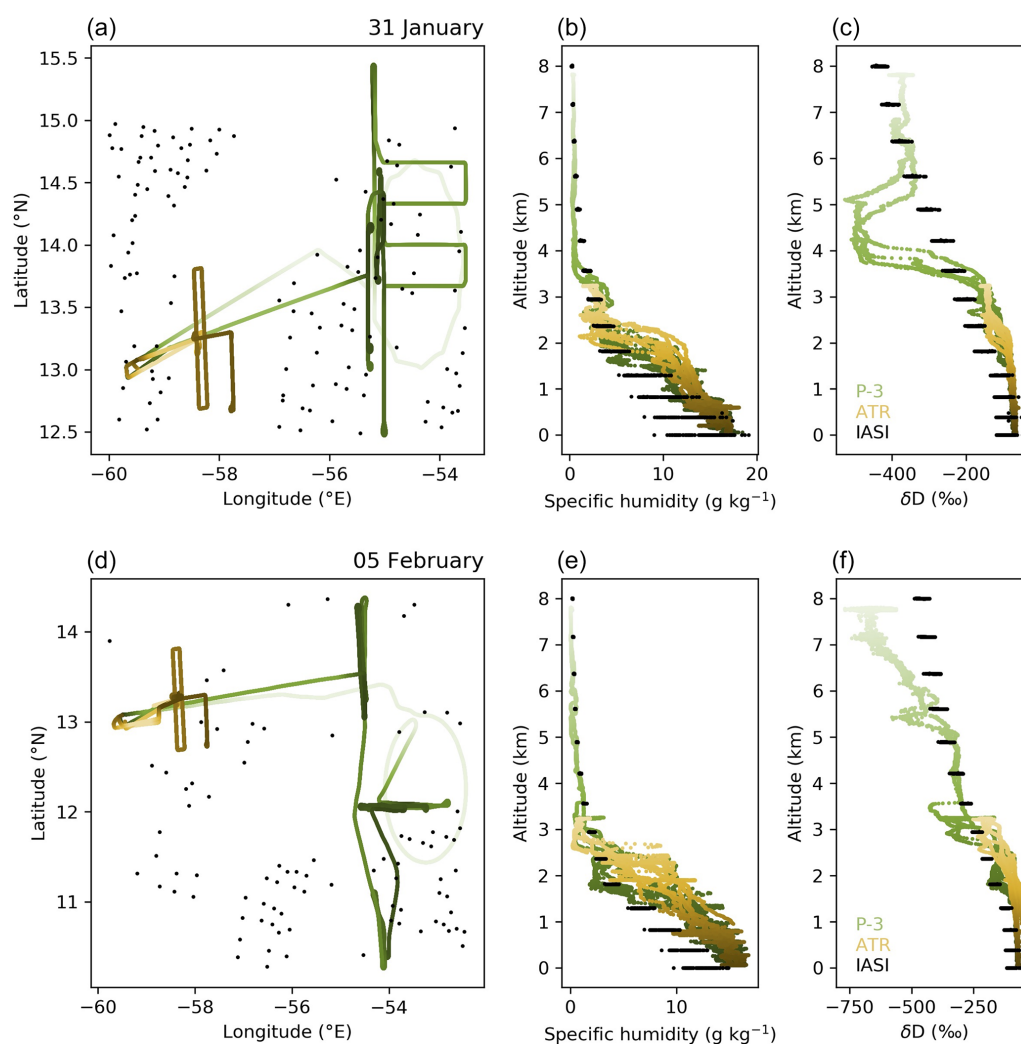 (a) 31 January
15.5
15.0
14.5
14.0
13.5
13.0
12.5
Latitude (°N)
−60 −58 −56 −54
Longitude (°E)
(b)
8
7
6
5
4
3
2
1
0
Altitude (km)
0 10 20
Specific humidity (g kg⁻¹)
(c)
8
7
6
5
4
3
2
1
0
Altitude (km)
P-3
ATR
IASI
−400 −200
δD (‰)
(d) 05 February
14
13
12
11
Latitude (°N)
−60 −58 −56 −54
Longitude (°E)
(e)
8
7
6
5
4
3
2
1
0
Altitude (km)
0 10
Specific humidity (g kg⁻¹)
(f)
8
7
6
5
4
3
2
1
0
Altitude (km)
P-3
ATR
IASI
−750 −500 −250
δD (‰)